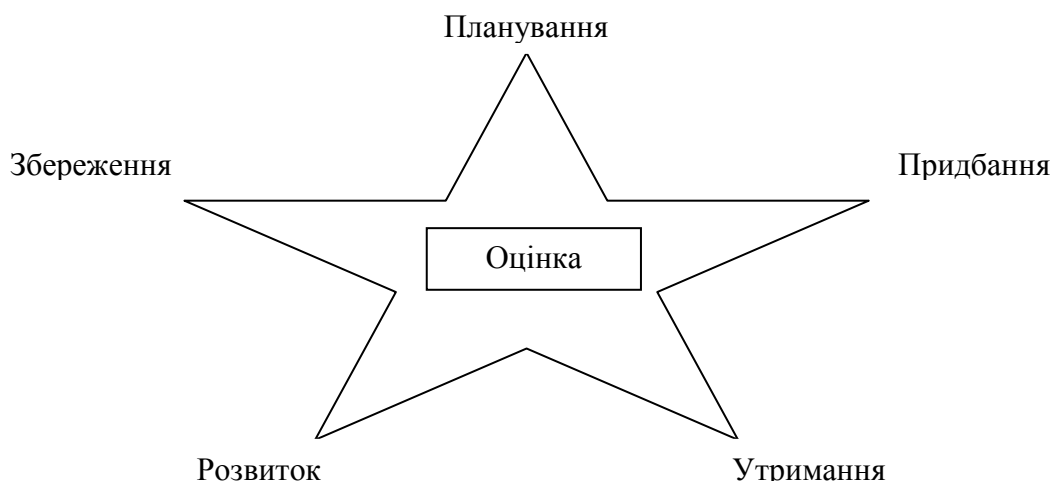 Планування
Збереження
Придбання
Оцінка
Розвиток
Утримання